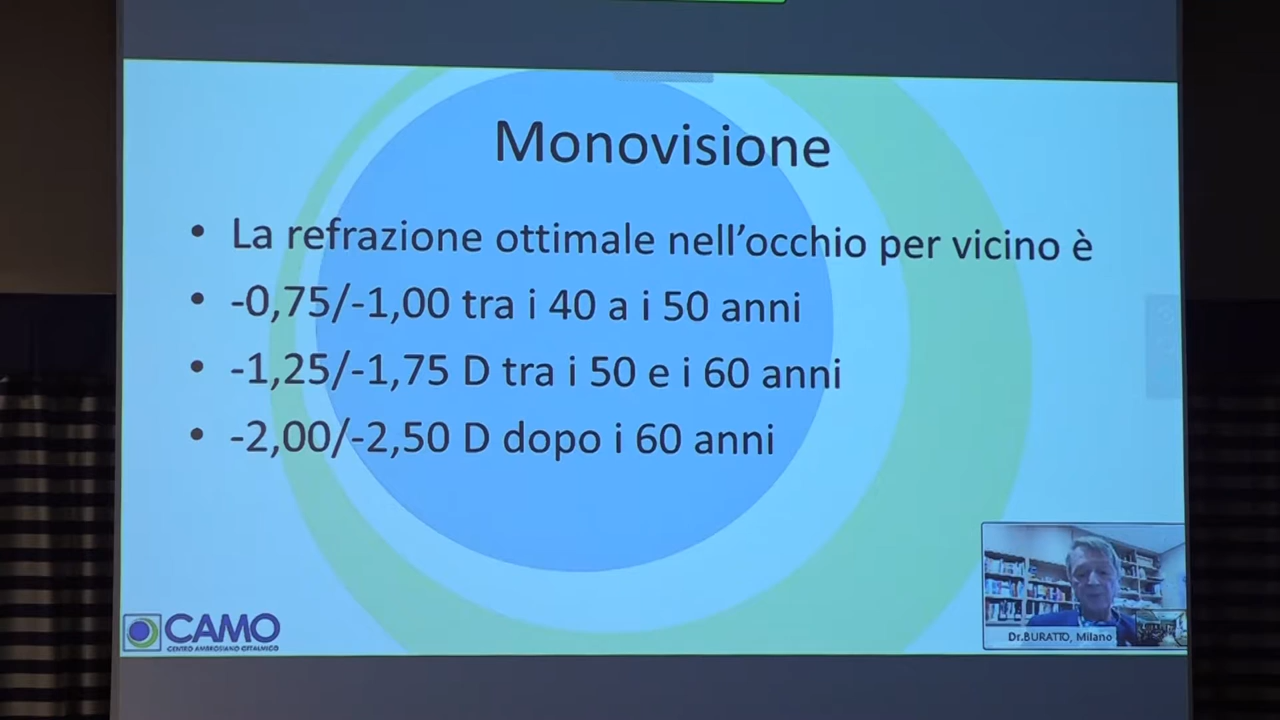 Monovisione
• La refrazione ottimale nell’occhio per vicino è
• -0,75/-1,00 tra i 40 a i 50 anni
• -1,25/-1,75 D tra i 50 e i 60 anni
• -2,00/-2,50 D dopo i 60 anni
CAMO
CENTRO AMBROSIANO OFTALMICO
Dr.BURATTO, Milano